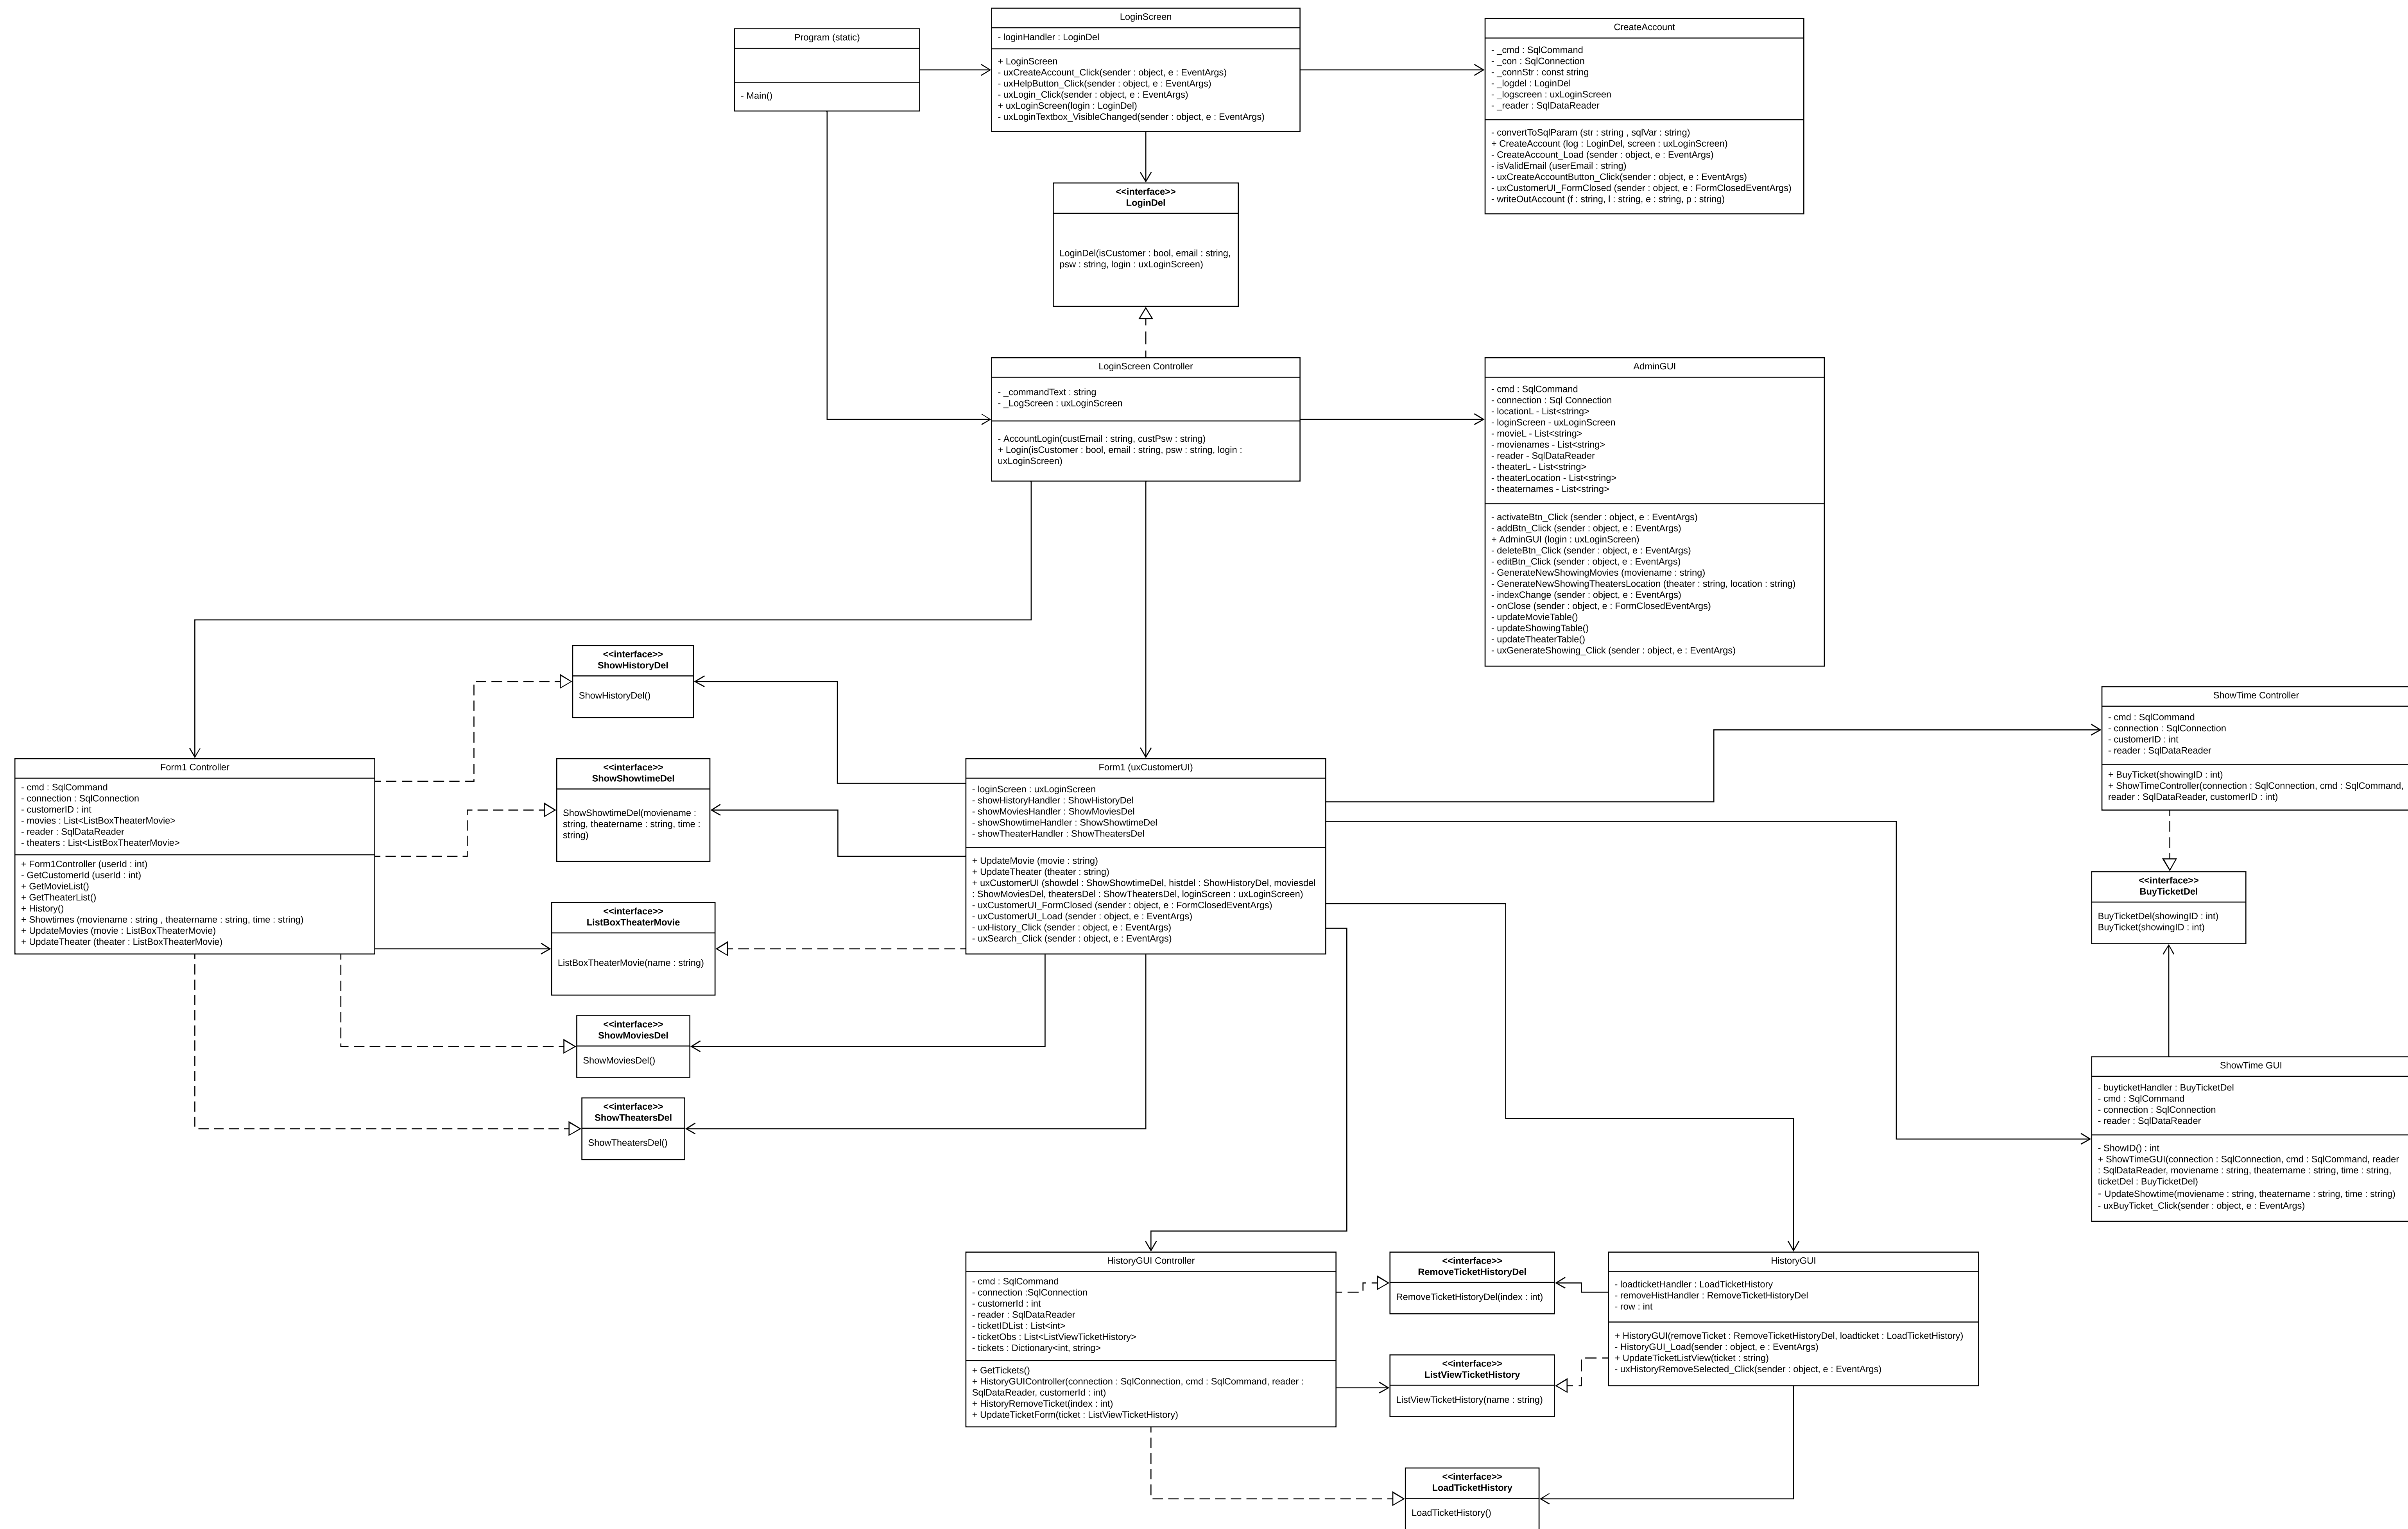 Program (static)
- Main()
LoginScreen
- loginHandler : LoginDel
+ LoginScreen
- uxCreateAccount_Click(sender : object, e : EventArgs)
- uxHelpButton_Click(sender : object, e : EventArgs)
- uxLogin_Click(sender : object, e : EventArgs)
+ uxLoginScreen(login : LoginDel)
- uxLoginTextbox_VisibleChanged(sender : object, e : EventArgs)
CreateAccount
- _cmd : SqlCommand
- _con : SqlConnection
- _connStr : const string
- _logdel : LoginDel
- _logscreen : uxLoginScreen
- _reader : SqlDataReader
- convertToSqlParam (str : string , sqlVar : string)
+ CreateAccount (log : LoginDel, screen : uxLoginScreen)
- CreateAccount_Load (sender : object, e : EventArgs)
- isValidEmail (userEmail : string)
- uxCreateAccountButton_Click(sender : object, e : EventArgs)
- uxCustomerUI_FormClosed (sender : object, e : FormClosedEventArgs)
- writeOutAccount (f : string, l : string, e : string, p : string)
<<interface>>
LoginDel
LoginDel(isCustomer : bool, email : string,
psw : string, login : uxLoginScreen)
LoginScreen Controller
- _commandText : string
- _LogScreen : uxLoginScreen
- AccountLogin(custEmail : string, custPsw : string)
+ Login(isCustomer : bool, email : string, psw : string, login :
uxLoginScreen)
AdminGUI
- cmd : SqlCommand
- connection : Sql Connection
- locationL - List<string>
- loginScreen - uxLoginScreen
- movieL - List<string>
- movienames - List<string>
- reader - SqlDataReader
- theaterL - List<string>
- theaterLocation - List<string>
- theaternames - List<string>
- activateBtn_Click (sender : object, e : EventArgs)
- addBtn_Click (sender : object, e : EventArgs)
+ AdminGUI (login : uxLoginScreen)
- deleteBtn_Click (sender : object, e : EventArgs)
- editBtn_Click (sender : object, e : EventArgs)
- GenerateNewShowingMovies (moviename : string)
- GenerateNewShowingTheatersLocation (theater : string, location : string)
- indexChange (sender : object, e : EventArgs)
- onClose (sender : object, e : FormClosedEventArgs)
- updateMovieTable()
- updateShowingTable()
- updateTheaterTable()
- uxGenerateShowing_Click (sender : object, e : EventArgs)
<<interface>>
ShowHistoryDel
ShowHistoryDel()
Form1 Controller
- cmd : SqlCommand
- connection : SqlConnection
- customerID : int
- movies : List<ListBoxTheaterMovie>
- reader : SqlDataReader
- theaters : List<ListBoxTheaterMovie>
+ Form1Controller (userId : int)
- GetCustomerId (userId : int)
+ GetMovieList()
+ GetTheaterList()
+ History()
+ Showtimes (moviename : string , theatername : string, time : string)
+ UpdateMovies (movie : ListBoxTheaterMovie)
+ UpdateTheater (theater : ListBoxTheaterMovie)
<<interface>>
ShowShowtimeDel
ShowShowtimeDel(moviename :
string, theatername : string, time :
string)
<<interface>>
ListBoxTheaterMovie
ListBoxTheaterMovie(name : string)
<<interface>>
ShowMoviesDel
ShowMoviesDel()
<<interface>>
ShowTheatersDel
ShowTheatersDel()
Form1 (uxCustomerUI)
- loginScreen : uxLoginScreen
- showHistoryHandler : ShowHistoryDel
- showMoviesHandler : ShowMoviesDel
- showShowtimeHandler : ShowShowtimeDel
- showTheaterHandler : ShowTheatersDel
+ UpdateMovie (movie : string)
+ UpdateTheater (theater : string)
+ uxCustomerUI (showdel : ShowShowtimeDel, histdel : ShowHistoryDel, moviesdel
: ShowMoviesDel, theatersDel : ShowTheatersDel, loginScreen : uxLoginScreen)
- uxCustomerUI_FormClosed (sender : object, e : FormClosedEventArgs)
- uxCustomerUI_Load (sender : object, e : EventArgs)
- uxHistory_Click (sender : object, e : EventArgs)
- uxSearch_Click (sender : object, e : EventArgs)
ShowTime Controller
- cmd : SqlCommand
- connection : SqlConnection
- customerID : int
- reader : SqlDataReader
+ BuyTicket(showingID : int)
+ ShowTimeController(connection : SqlConnection, cmd : SqlCommand,
reader : SqlDataReader, customerID : int)
<<interface>>
BuyTicketDel
BuyTicketDel(showingID : int)
BuyTicket(showingID : int)
ShowTime GUI
- buyticketHandler : BuyTicketDel
- cmd : SqlCommand
- connection : SqlConnection
- reader : SqlDataReader
- ShowID() : int
+ ShowTimeGUI(connection : SqlConnection, cmd : SqlCommand, reader
: SqlDataReader, moviename : string, theatername : string, time : string,
ticketDel : BuyTicketDel)
- UpdateShowtime(moviename : string, theatername : string, time : string)
- uxBuyTicket_Click(sender : object, e : EventArgs)
HistoryGUI Controller
- cmd : SqlCommand
- connection :SqlConnection
- customerId : int
- reader : SqlDataReader
- ticketIDList : List<int>
- ticketObs : List<ListViewTicketHistory>
- tickets : Dictionary<int, string>
+ GetTickets()
+ HistoryGUIController(connection : SqlConnection, cmd : SqlCommand, reader :
SqlDataReader, customerId : int)
+ HistoryRemoveTicket(index : int)
+ UpdateTicketForm(ticket : ListViewTicketHistory)
<<interface>>
RemoveTicketHistoryDel
RemoveTicketHistoryDel(index : int)
<<interface>>
ListViewTicketHistory
ListViewTicketHistory(name : string)
HistoryGUI
- loadticketHandler : LoadTicketHistory
- removeHistHandler : RemoveTicketHistoryDel
- row : int
+ HistoryGUI(removeTicket : RemoveTicketHistoryDel, loadticket : LoadTicketHistory)
- HistoryGUI_Load(sender : object, e : EventArgs)
+ UpdateTicketListView(ticket : string)
- uxHistoryRemoveSelected_Click(sender : object, e : EventArgs)
<<interface>>
LoadTicketHistory
LoadTicketHistory()